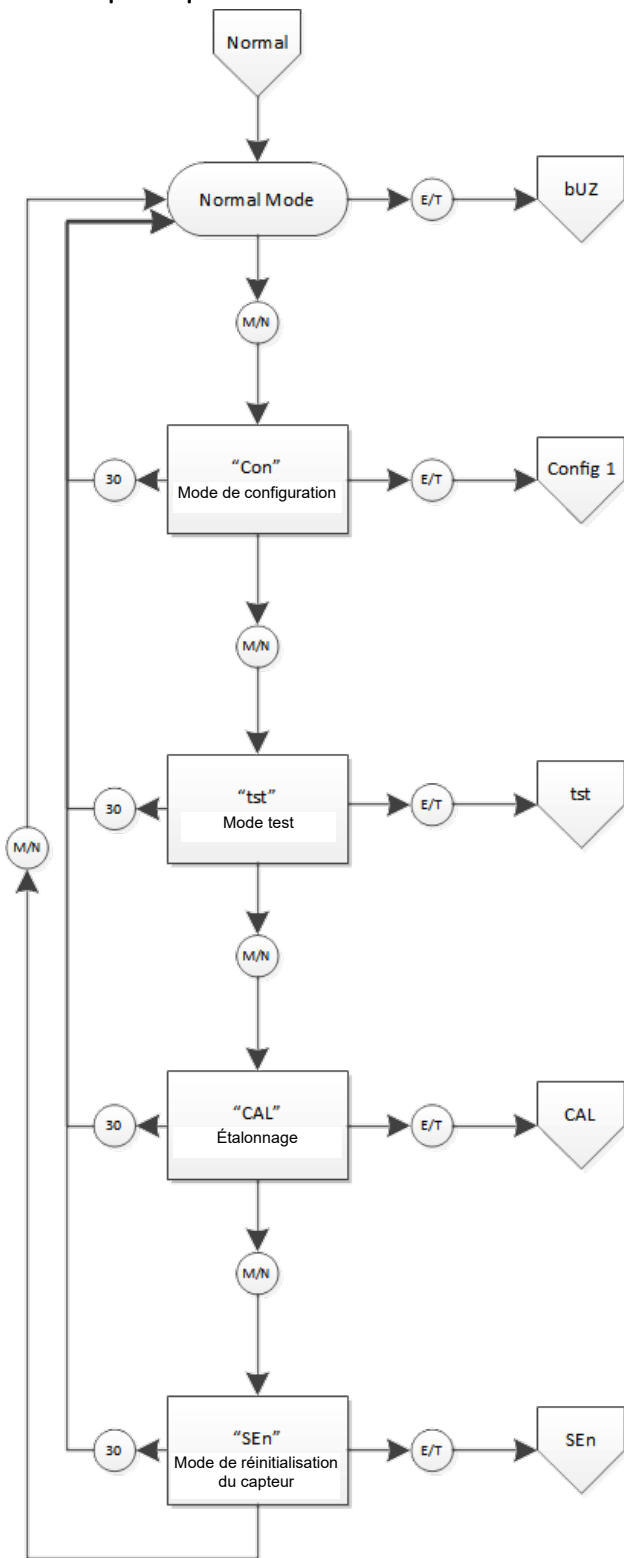 Normal
Normal Mode
E/T
bUZ
M/N
“Con”
Mode de configuration
30
E/T
Config 1
M/N
“tst”
Mode test
30
E/T
tst
M/N
M/N
“CAL”
Étalonnage
30
E/T
CAL
M/N
“SEn”
Mode de réinitialisation
du capteur
30
E/T
SEn